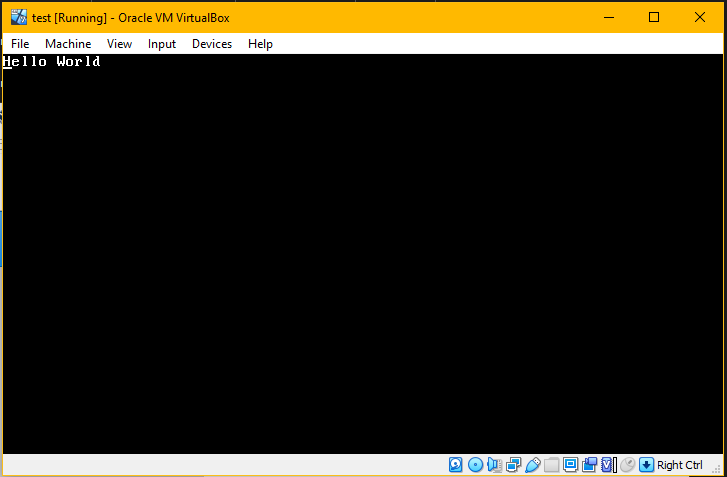 test [Running] - Oracle VM VirtualBox
File Machine View Input Devices Help
Hello World
Right Ctrl